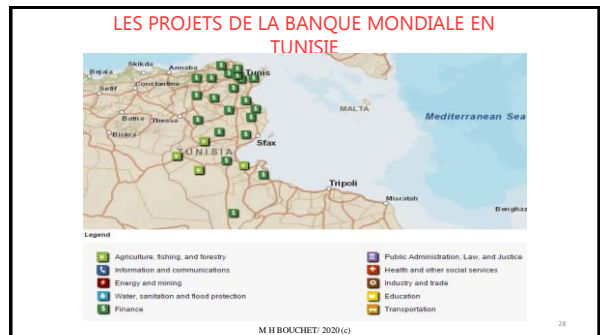 LES PROJETS DE LA BANQUE MONDIALE EN
TUNISIE
Skikda
Annaba
Bejaia
Tunis
Constantine
Setif
MALTA
Mediterranean Sea
Batna
Tbessa
Biskra
Sfax
TUNISIA
Tripoli
Misratah
Benghaz
Legend
Agriculture, fishing, and forestry
Information and communications
Energy and mining
Water, sanitation and flood protection
Finance
Public Administration, Law, and Justice
Health and other social services
Industry and trade
Education
Transportation
M H BOUCHET/ 2020 (c)
28